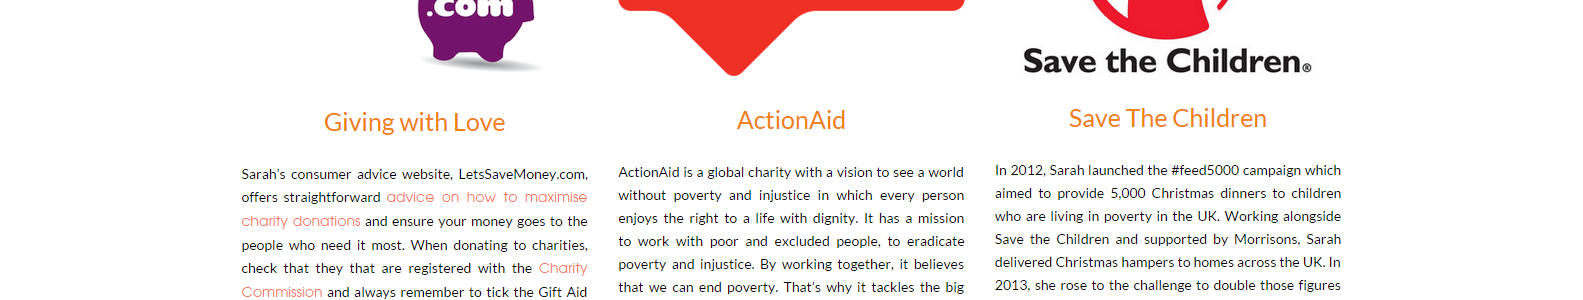 .com
Save the Children®
Giving with Love
Sarah's consumer advice website, LetsSaveMoney.com,
offers straightforward advice on how to maximise
charity donations and ensure your money goes to the
people who need it most. When donating to charities,
check that they that are registered with the Charity
Commission and always remember to tick the Gift Aid
ActionAid
ActionAid is a global charity with a vision to see a world
without poverty and injustice in which every person
enjoys the right to a life with dignity. It has a mission
to work with poor and excluded people, to eradicate
poverty and injustice. By working together, it believes
that we can end poverty. That's why it tackles the big
Save The Children
In 2012, Sarah launched the #feed5000 campaign which
aimed to provide 5,000 Christmas dinners to children
who are living in poverty in the UK. Working alongside
Save the Children and supported by Morrisons, Sarah
delivered Christmas hampers to homes across the UK. In
2013, she rose to the challenge to double those figures